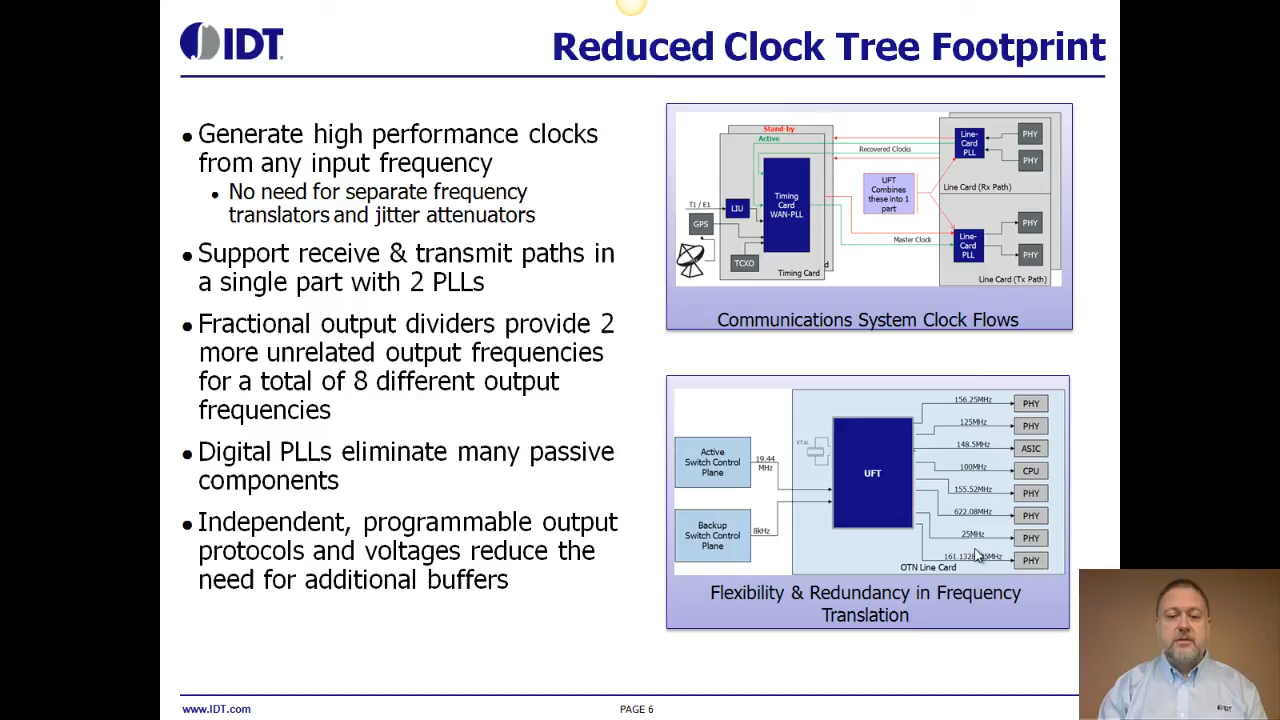 IDT
Reduced Clock Tree Footprint
• Generate high performance clocks
from any input frequency
• No need for separate frequency
translators and jitter attenuators
• Support receive & transmit paths in
a single part with 2 PLLs
• Fractional output dividers provide 2
more unrelated output frequencies
for a total of 8 different output
frequencies
• Digital PLLs eliminate many passive
components
• Independent, programmable output
protocols and voltages reduce the
need for additional buffers
Stand-by
Active
Recovered Clocks
Line-
Card
PLL
PHY
PHY
Line Card (Rx Path)
UFT
Combines
these into 1
part
Timing
Card
WAN-PLL
T1 / E1
LIU
GPS
TCXO
Timing Card
Master Clock
Line-
Card
PLL
PHY
PHY
Line Card (Tx Path)
Communications System Clock Flows
Active
Switch Control
Plane
19.44
MHz
Backup
Switch Control
Plane
8kHz
XTAL
UFT
156.25MHz
PHY
125MHz
PHY
148.5MHz
ASIC
100MHz
CPU
155.52MHz
PHY
622.08MHz
PHY
25MHz
PHY
PHY
OTN Line Card
Flexibility & Redundancy in Frequency
Translation
www.IDT.com
PAGE 6
IDT